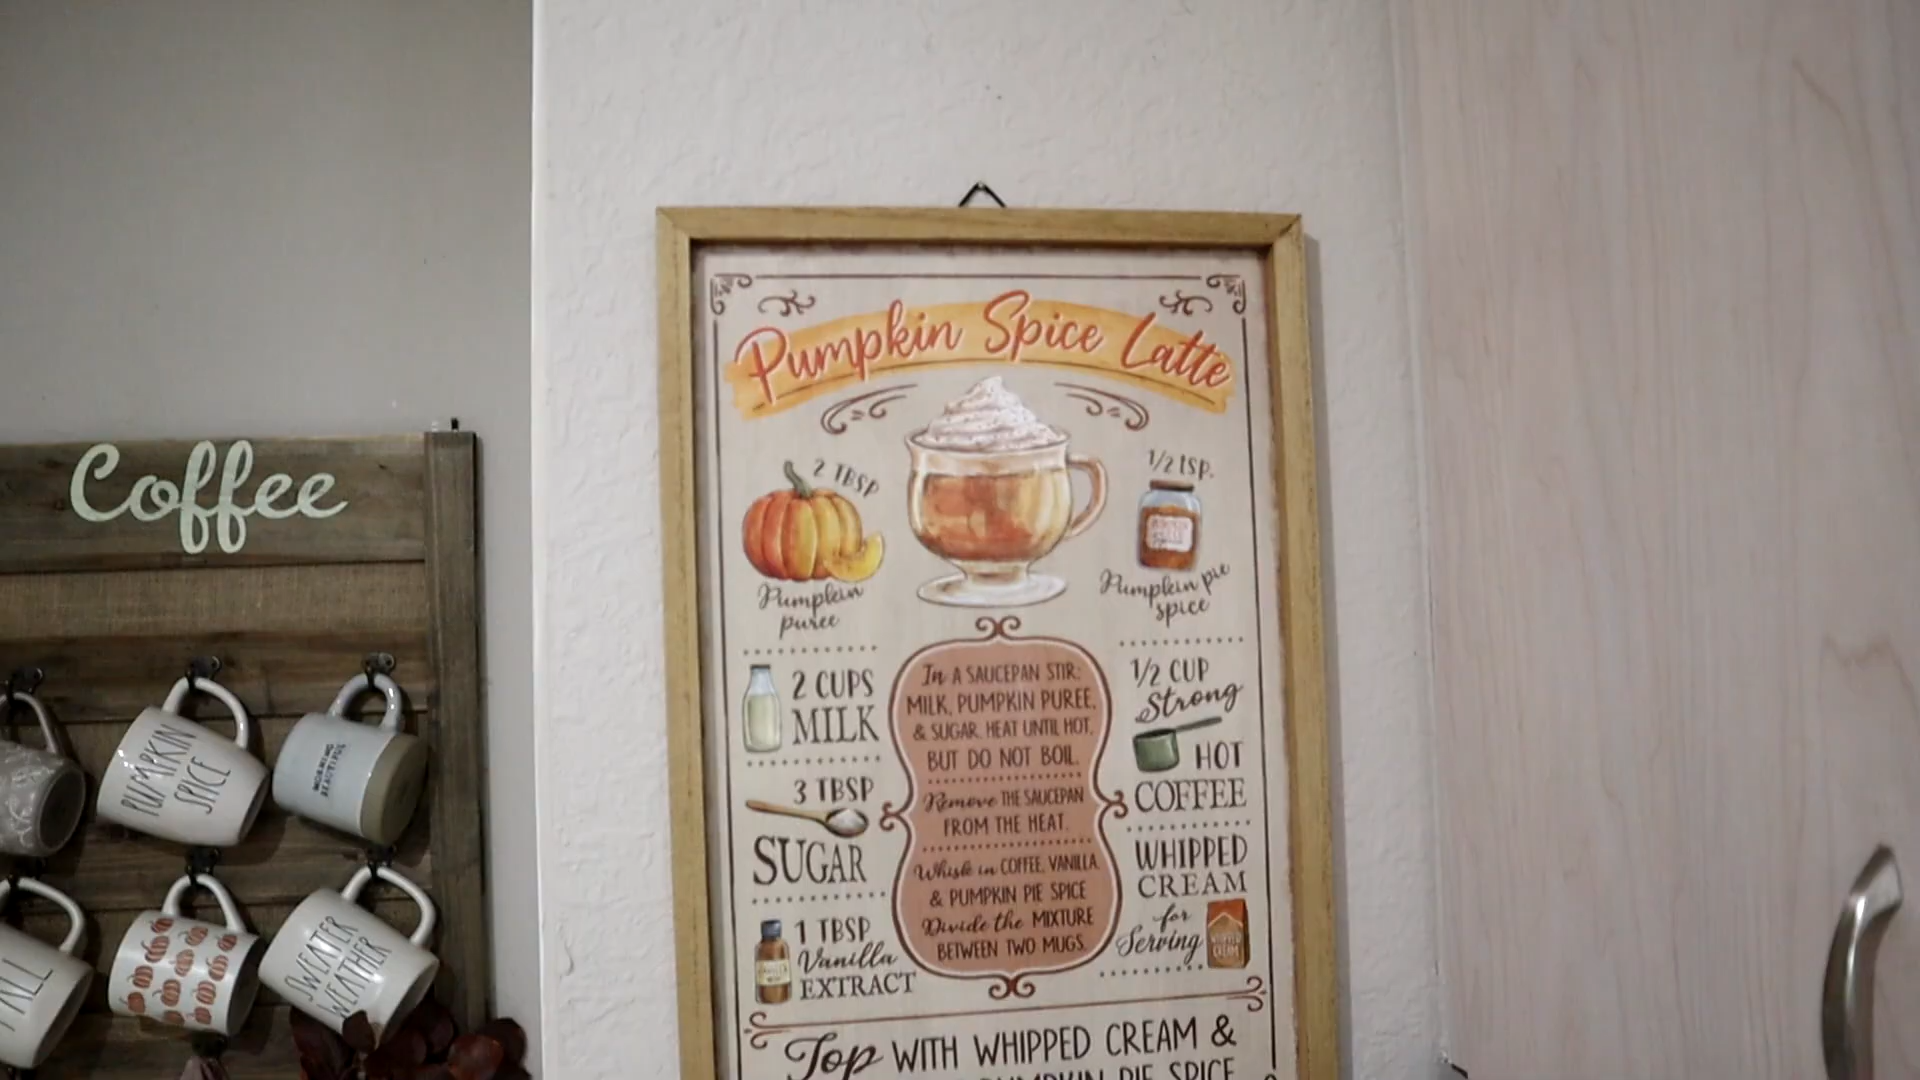 Coffee
PUMPKIN
SPICE
MORNING
BEAUTIFUL
FALL
SWEATER
WEATHER
Pumpkin Spice Latte
2 TBSP
Pumpkin
puree
1/2 TSP.
Pumpkin pie
spice
2 CUPS
MILK
3 TBSP
SUGAR
1 TBSP
Vanilla
EXTRACT
In A SAUCEPAN STIR:
MILK, PUMPKIN PUREE,
& SUGAR. HEAT UNTIL HOT,
BUT DO NOT BOIL.
Remove THE SAUCEPAN
FROM THE HEAT.
Whisk in COFFEE, VANILLA,
& PUMPKIN PIE SPICE
Divide the MIXTURE
BETWEEN TWO MUGS.
1/2 CUP
Strong
HOT
COFFEE
WHIPPED
CREAM
for
Serving
WHIPPED
CREAM
Top WITH WHIPPED CREAM &
PUMPKIN PIE SPICE